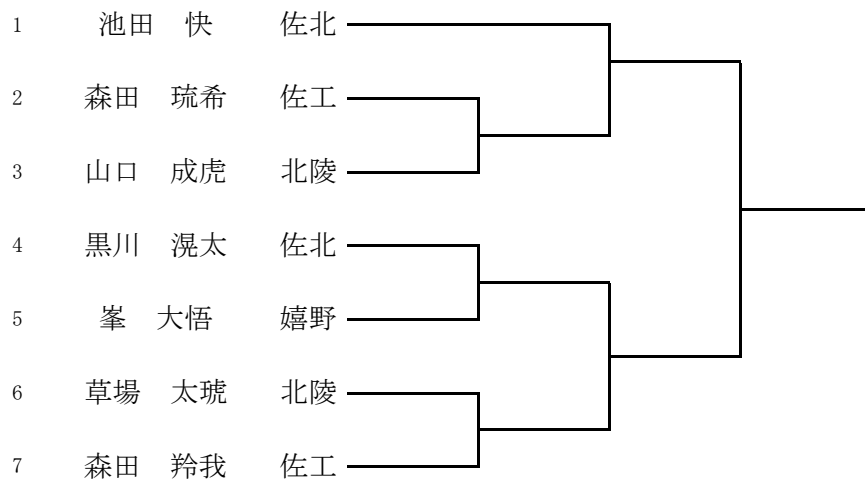 1 池田 快 佐北
2 森田 琉希 佐工
3 山口 成虎 北陵
4 黒川 滉太 佐北
5 峯 大悟 嬉野
6 草場 太琥 北陵
7 森田 羚我 佐工